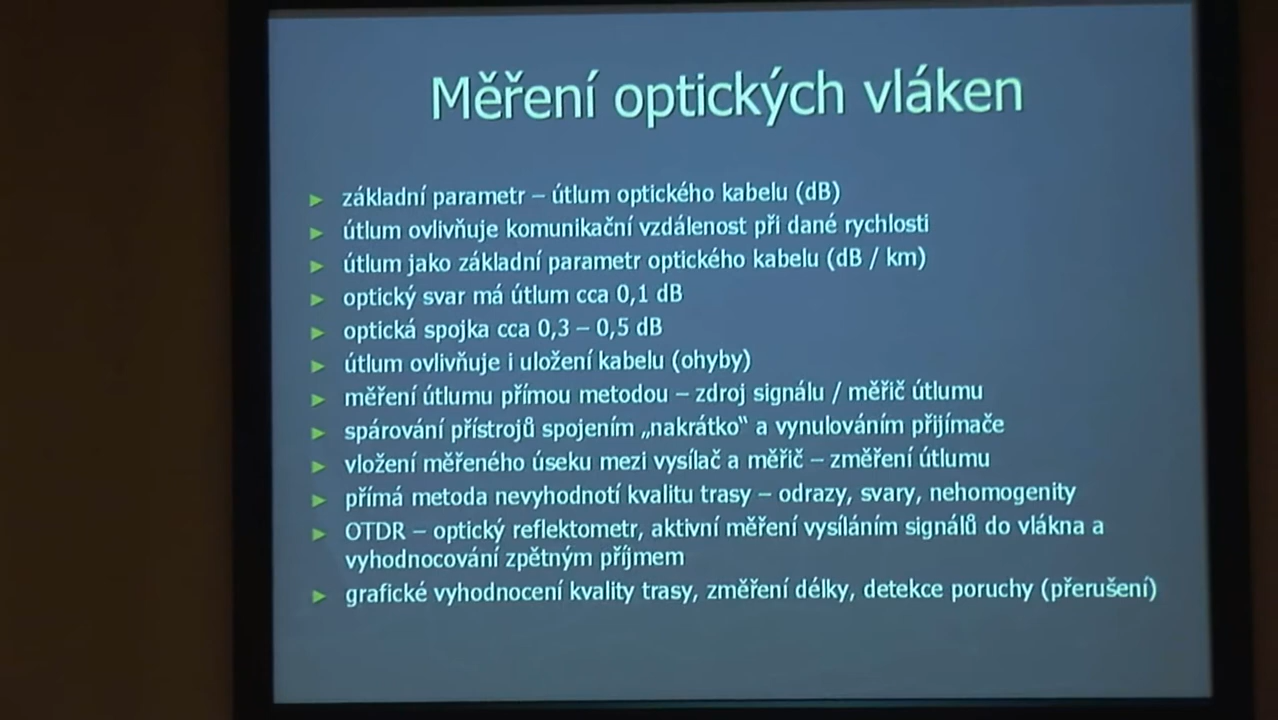 Měření optických vláken
► základní parametr – útlum optického kabelu (dB)
► útlum ovlivňuje komunikační vzdálenost při dané rychlosti
► útlum jako základní parametr optického kabelu (dB / km)
► optický svar má útlum cca 0,1 dB
► optická spojka cca 0,3 – 0,5 dB
► útlum ovlivňuje i uložení kabelu (ohyby)
► měření útlumu přímou metodou – zdroj signálu / měřič útlumu
► spárování přístrojů spojením „nakrátko“ a vynulováním přijímače
► vložení měřeného úseku mezi vysílač a měřič – změření útlumu
► přímá metoda nevyhodnotí kvalitu trasy – odrazy, svary, nehomogenity
► OTDR – optický reflektometr, aktivní měření vysíláním signálů do vlákna a
vyhodnocování zpětným příjmem
► grafické vyhodnocení kvality trasy, změření délky, detekce poruchy (přerušení)